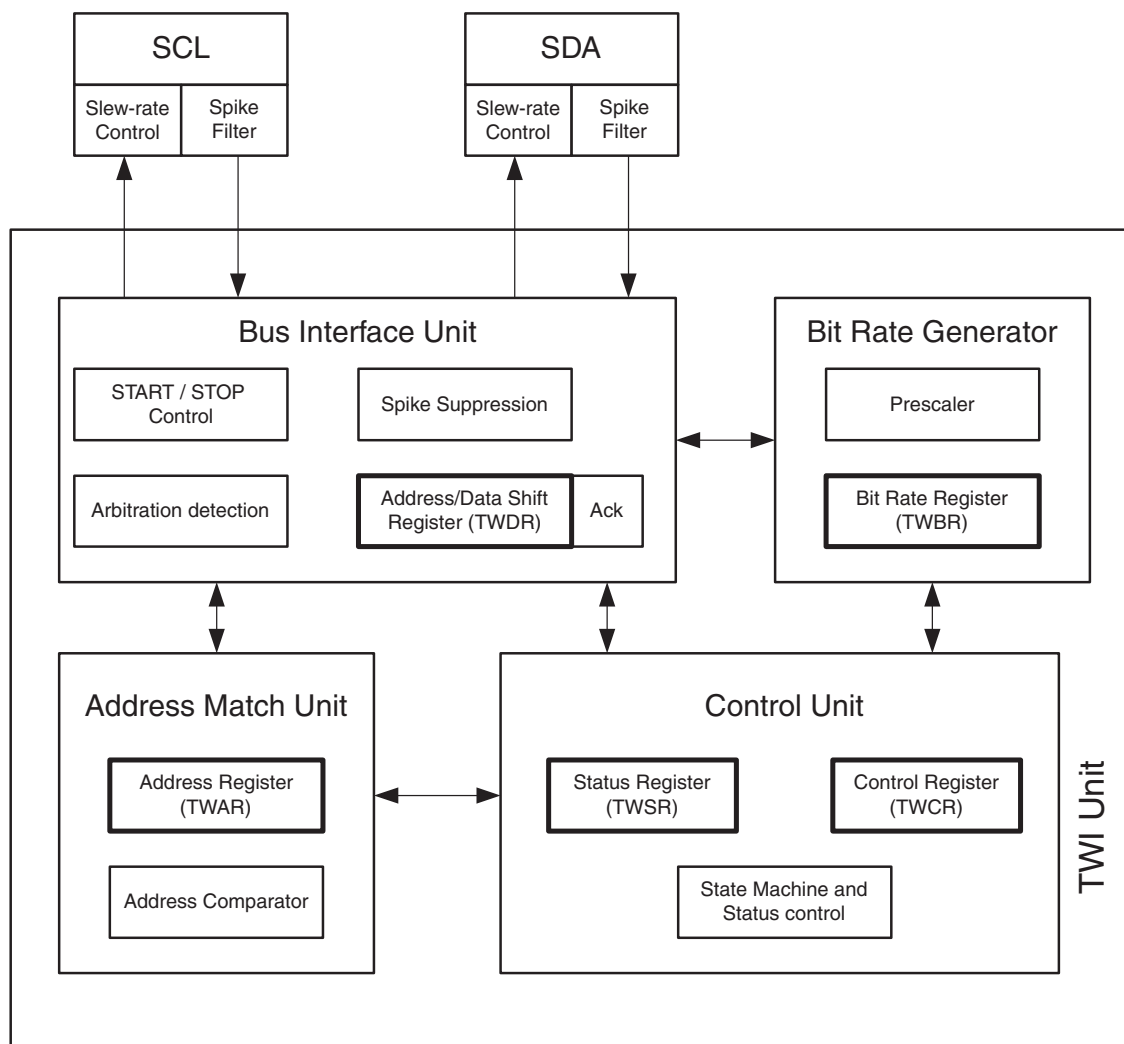 SCL
Slew-rate
Control
Spike
Filter
SDA
Slew-rate
Control
Spike
Filter
Bus Interface Unit
START / STOP
Control
Spike Suppression
Arbitration detection
Address/Data Shift
Register (TWDR)
Ack
Bit Rate Generator
Prescaler
Bit Rate Register
(TWBR)
Address Match Unit
Address Register
(TWAR)
Address Comparator
Control Unit
Status Register
(TWSR)
Control Register
(TWCR)
State Machine and
Status control
TWI Unit